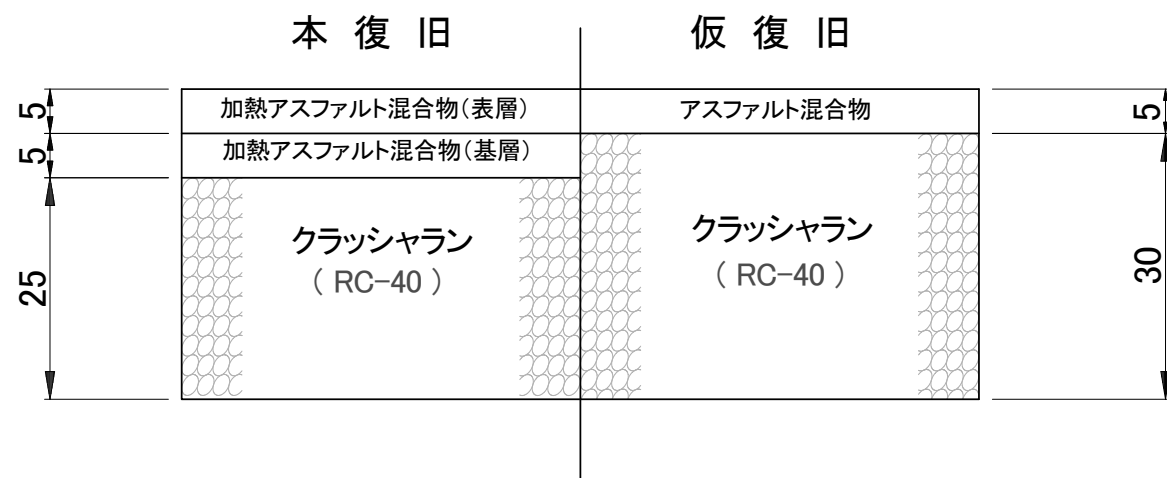 本復旧
仮復旧
5
加熱アスファルト混合物(表層)
アスファルト混合物
5
5
加熱アスファルト混合物(基層)
25
クラッシャラン
( RC-40 )
クラッシャラン
( RC-40 )
30